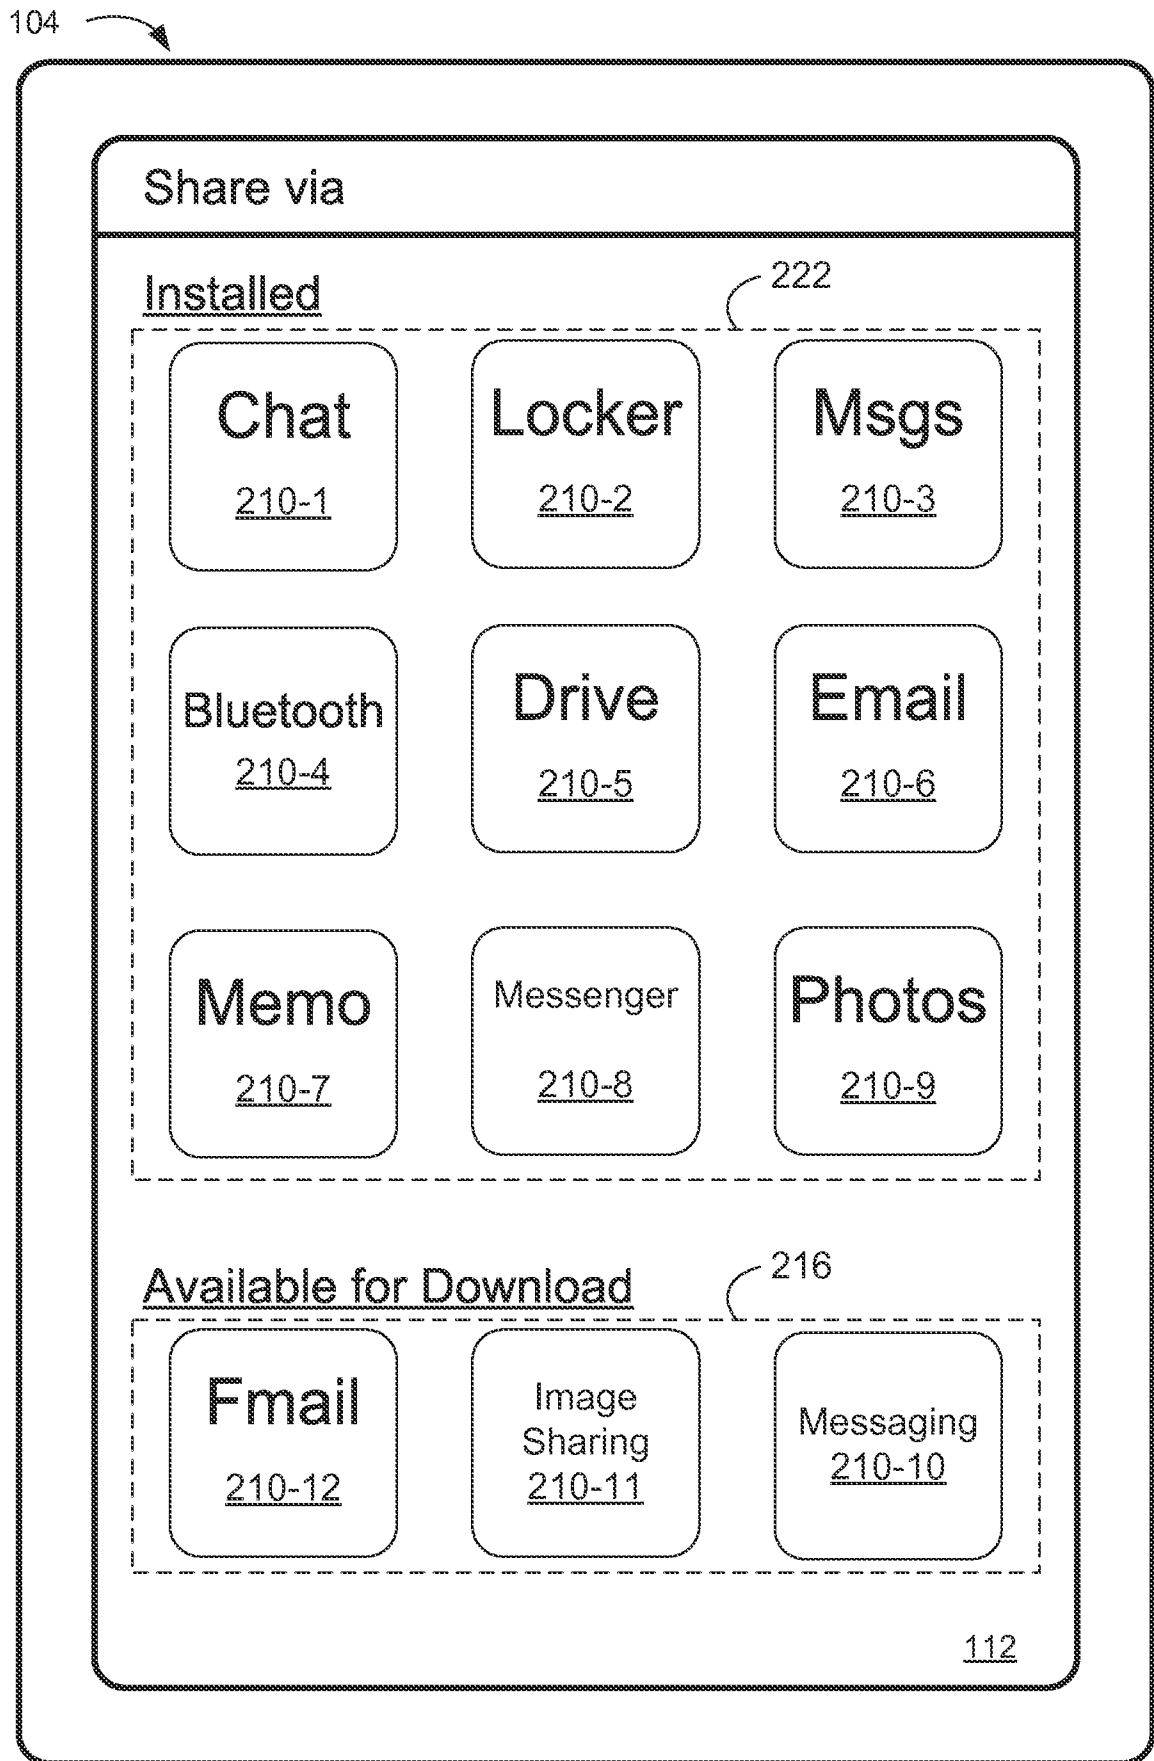 104
Share via
Installed
222
Chat
210-1
Locker
210-2
Msgs
210-3
Bluetooth
210-4
Drive
210-5
Email
210-6
Memo
210-7
Messenger
210-8
Photos
210-9
Available for Download
216
Fmail
210-12
Image
Sharing
210-11
Messaging
210-10
112